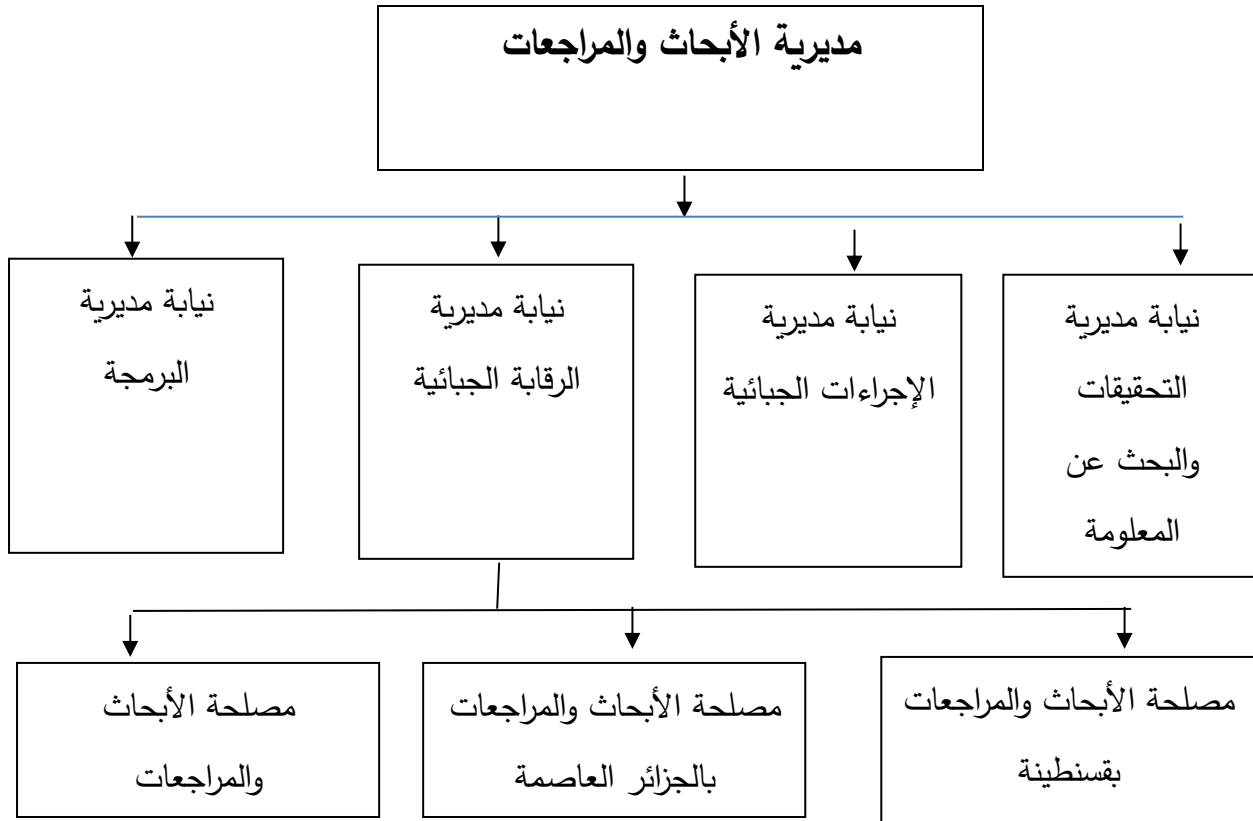 مديرية الأبحاث والمراجعات
نيابة مديرية
التحقيقات
والبحث عن
المعلومة
نيابة مديرية
الإجراءات الجبائية
نيابة مديرية
الرقابة الجبائية
نيابة مديرية
البرمجة
مصلحة الأبحاث والمراجعات
بقسنطينة
مصلحة الأبحاث والمراجعات
بالجزائر العاصمة
مصلحة الأبحاث
والمراجعات